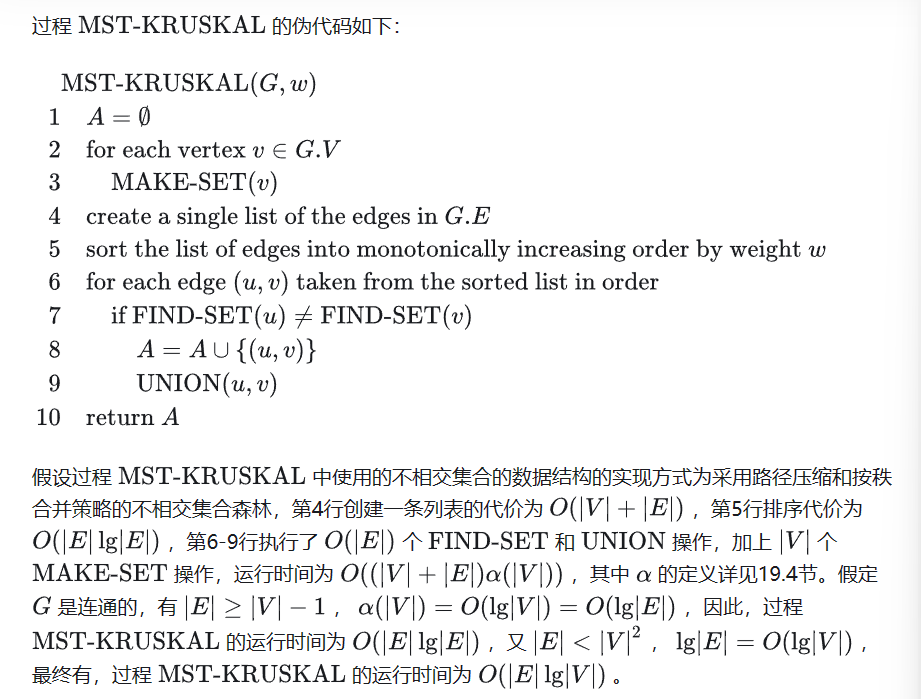 过程 MST-KRUSKAL 的伪代码如下：
MST-KRUSKAL(G, w)
1 A = ∅
2 for each vertex v ∈ G.V
3 MAKE-SET(v)
4 create a single list of the edges in G.E
5 sort the list of edges into monotonically increasing order by weight w
6 for each edge (u, v) taken from the sorted list in order
7 if FIND-SET(u) ≠ FIND-SET(v)
8 A = A ∪ {(u, v)}
9 UNION(u, v)
10 return A
假设过程 MST-KRUSKAL 中使用的不相交集合的数据结构的实现方式为采用路径压缩和按秩
合并策略的不相交集合森林，第4行创建一条列表的代价为 O(|V| + |E|)，第5行排序代价为
O(|E| lg|E|)，第6-9行执行了 O(|E|) 个 FIND-SET 和 UNION 操作，加上 |V| 个
MAKE-SET 操作，运行时间为 O((|V| + |E|)α(|V|))，其中 α 的定义详见19.4节。假定
G 是连通的，有 |E| ≥ |V| − 1，α(|V|) = O(lg|V|) = O(lg|E|)，因此，过程
MST-KRUSKAL 的运行时间为 O(|E| lg|E|)，又 |E| < |V|²，lg|E| = O(lg|V|)，
最终有，过程 MST-KRUSKAL 的运行时间为 O(|E| lg|V|)。